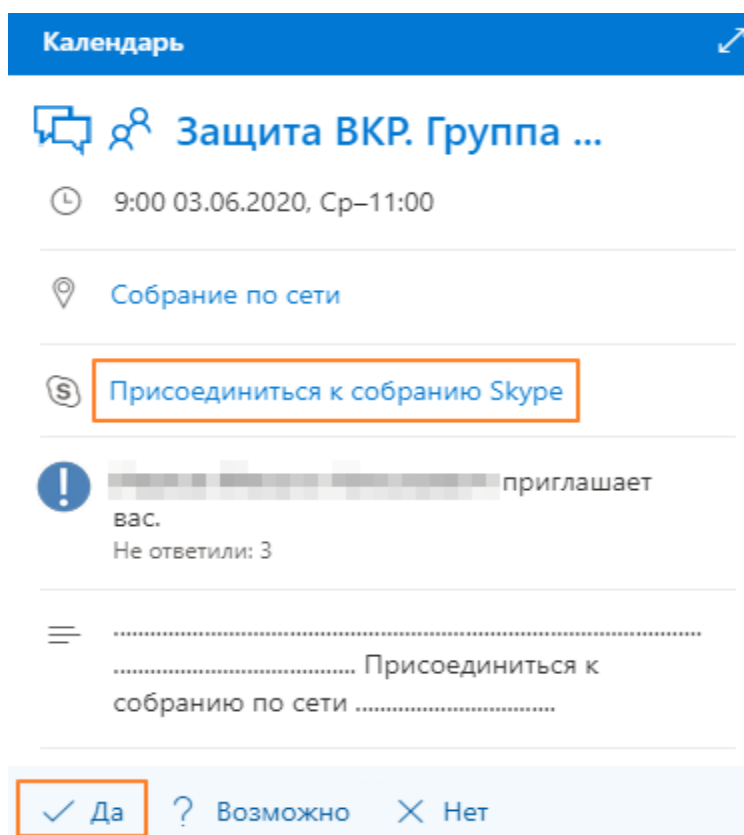 Календарь
Защита ВКР. Группа ...
9:00 03.06.2020, Ср–11:00
Собрание по сети
Присоединиться к собранию Skype
приглашает
вас.
Не ответили: 3
................................................................................................
....................................... Присоединиться к
собранию по сети .................................
Да ? Возможно Нет